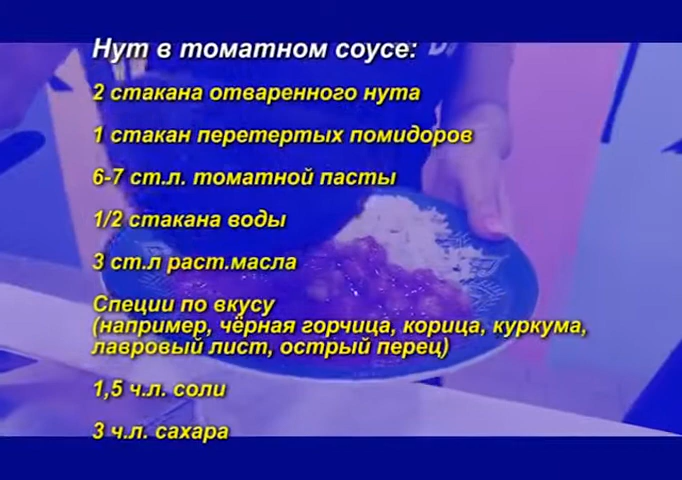 Нут в томатном соусе:
2 стакана отваренного нута
1 стакан перетертых помидоров
6-7 ст.л. томатной пасты
1/2 стакана воды
3 ст.л раст.масла
Специи по вкусу
(например, чёрная горчица, корица, куркума,
лавровый лист, острый перец)
1,5 ч.л. соли
3 ч.л. сахара